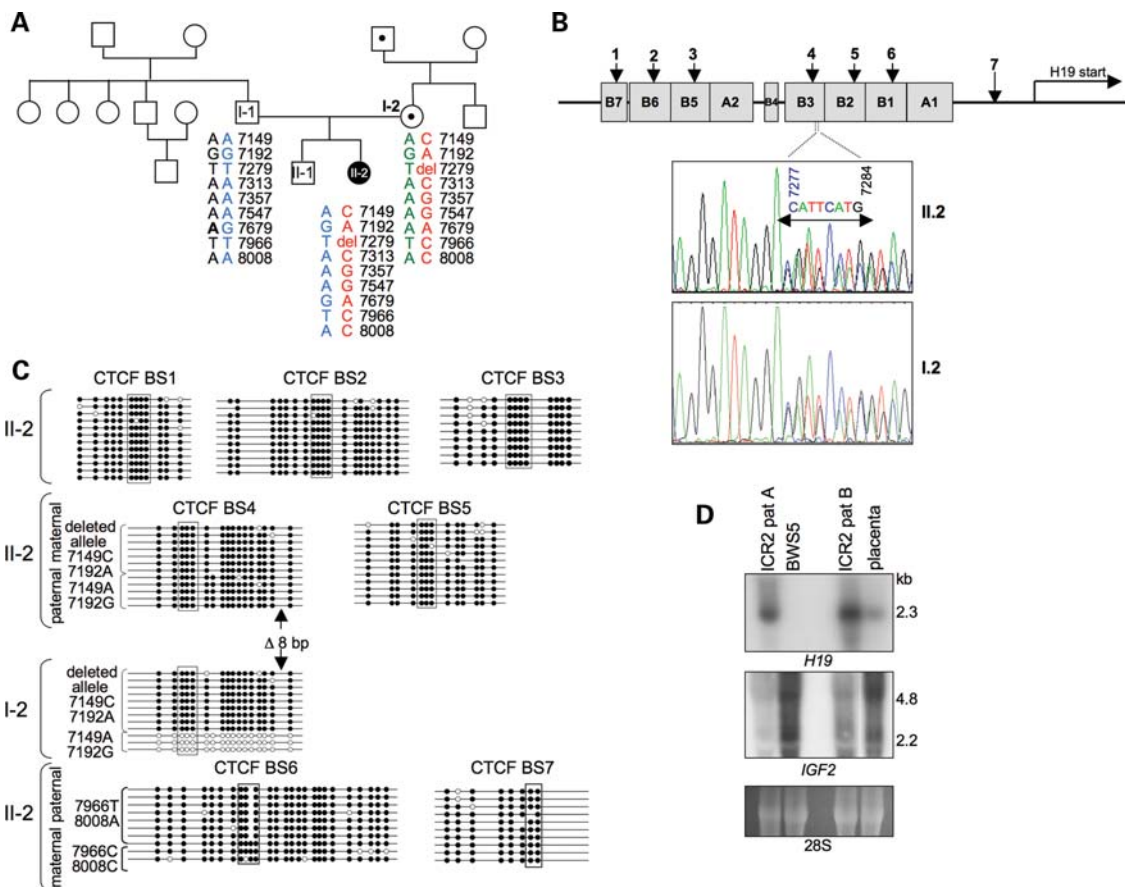 A
I-1
I-2
A A 7149
G G 7192
T T 7279
A A 7313
A A 7357
A A 7547
A G 7679
T T 7966
A A 8008
II-1
II-2
A C 7149
G A 7192
T del 7279
A C 7313
A G 7357
A G 7547
G A 7679
T C 7966
A C 8008
A C 7149
G A 7192
T del 7279
A C 7313
A G 7357
A G 7547
A A 7679
T C 7966
A C 8008
B
1 2 3 4 5 6 7
H19 start
B7 B6 B5 A2 B4 B3 B2 B1 A1
7277 7284
CATTCATG
II.2
I.2
C
CTCF BS1 CTCF BS2 CTCF BS3
II-2
CTCF BS4 CTCF BS5
II-2
paternal maternal
deleted
allele
7149C
7192A
7149A
7192G
Δ 8 bp
I-2
deleted
allele
7149C
7192A
7149A
7192G
CTCF BS6 CTCF BS7
II-2
maternal paternal
7966T
8008A
7966C
8008C
D
ICR2 pat A
BWS5
ICR2 pat B
placenta
kb
2.3
H19
4.8
2.2
IGF2
28S